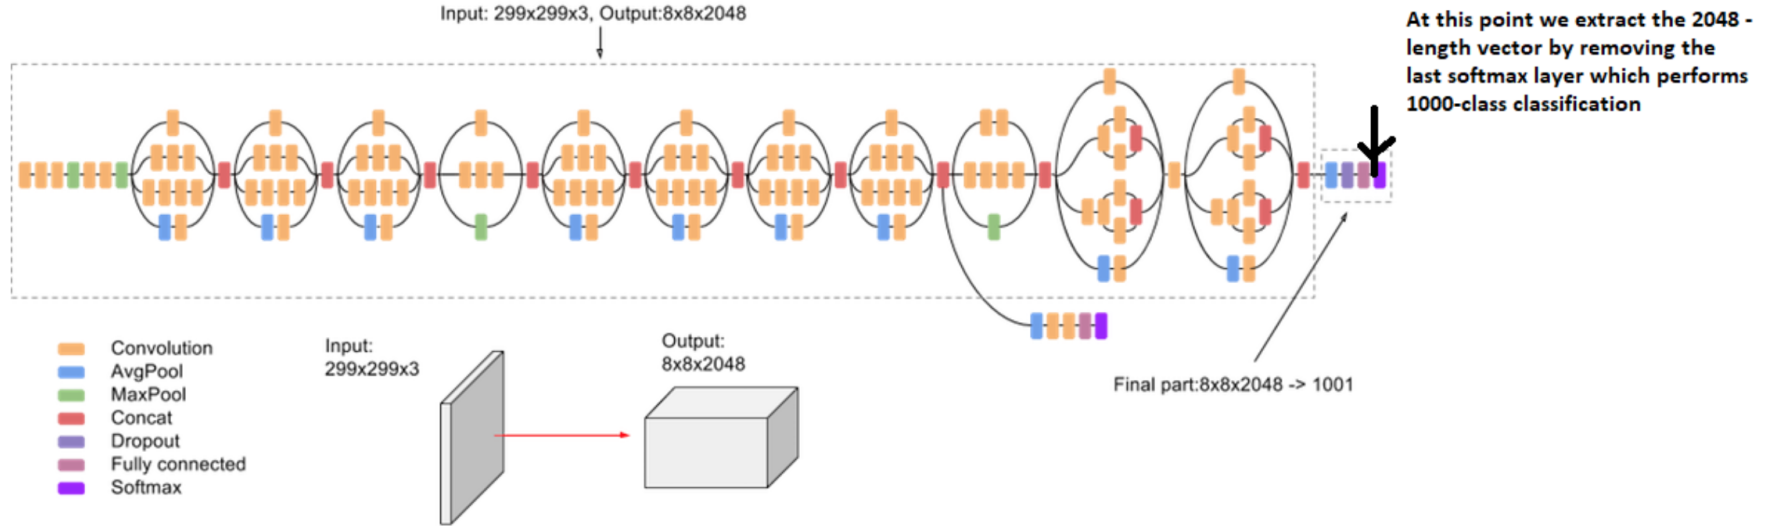 Input: 299x299x3, Output:8x8x2048
At this point we extract the 2048 -
length vector by removing the
last softmax layer which performs
1000-class classification
Convolution
AvgPool
MaxPool
Concat
Dropout
Fully connected
Softmax
Input:
299x299x3
Output:
8x8x2048
Final part:8x8x2048 -> 1001